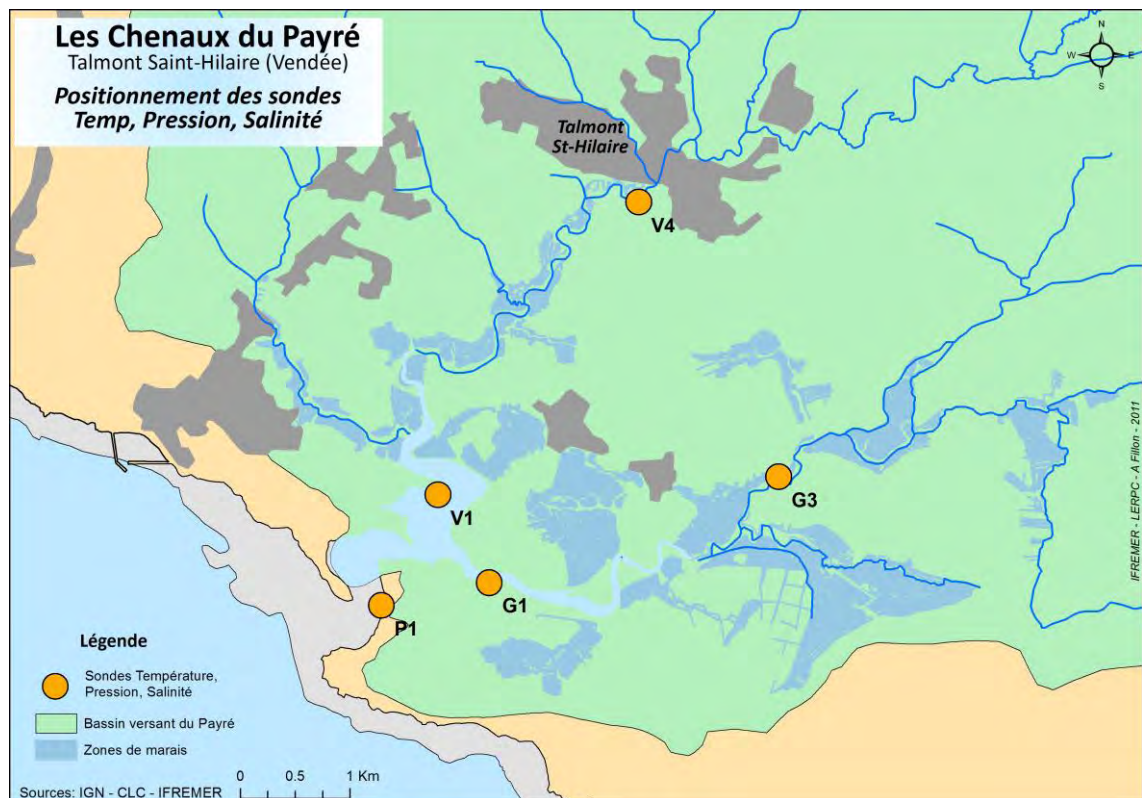 Les Chenaux du Payré
Talmont Saint-Hilaire (Vendée)
Positionnement des sondes
Temp, Pression, Salinité
N
W
E
S
Talmont
St-Hilaire
V4
V1
G3
G1
P1
Légende
Sondes Température,
Pression, Salinité
Bassin versant du Payré
Zones de marais
0 0.5 1 Km
Sources: IGN - CLC - IFREMER
IFREMER - LERPC - A Fillon - 2011